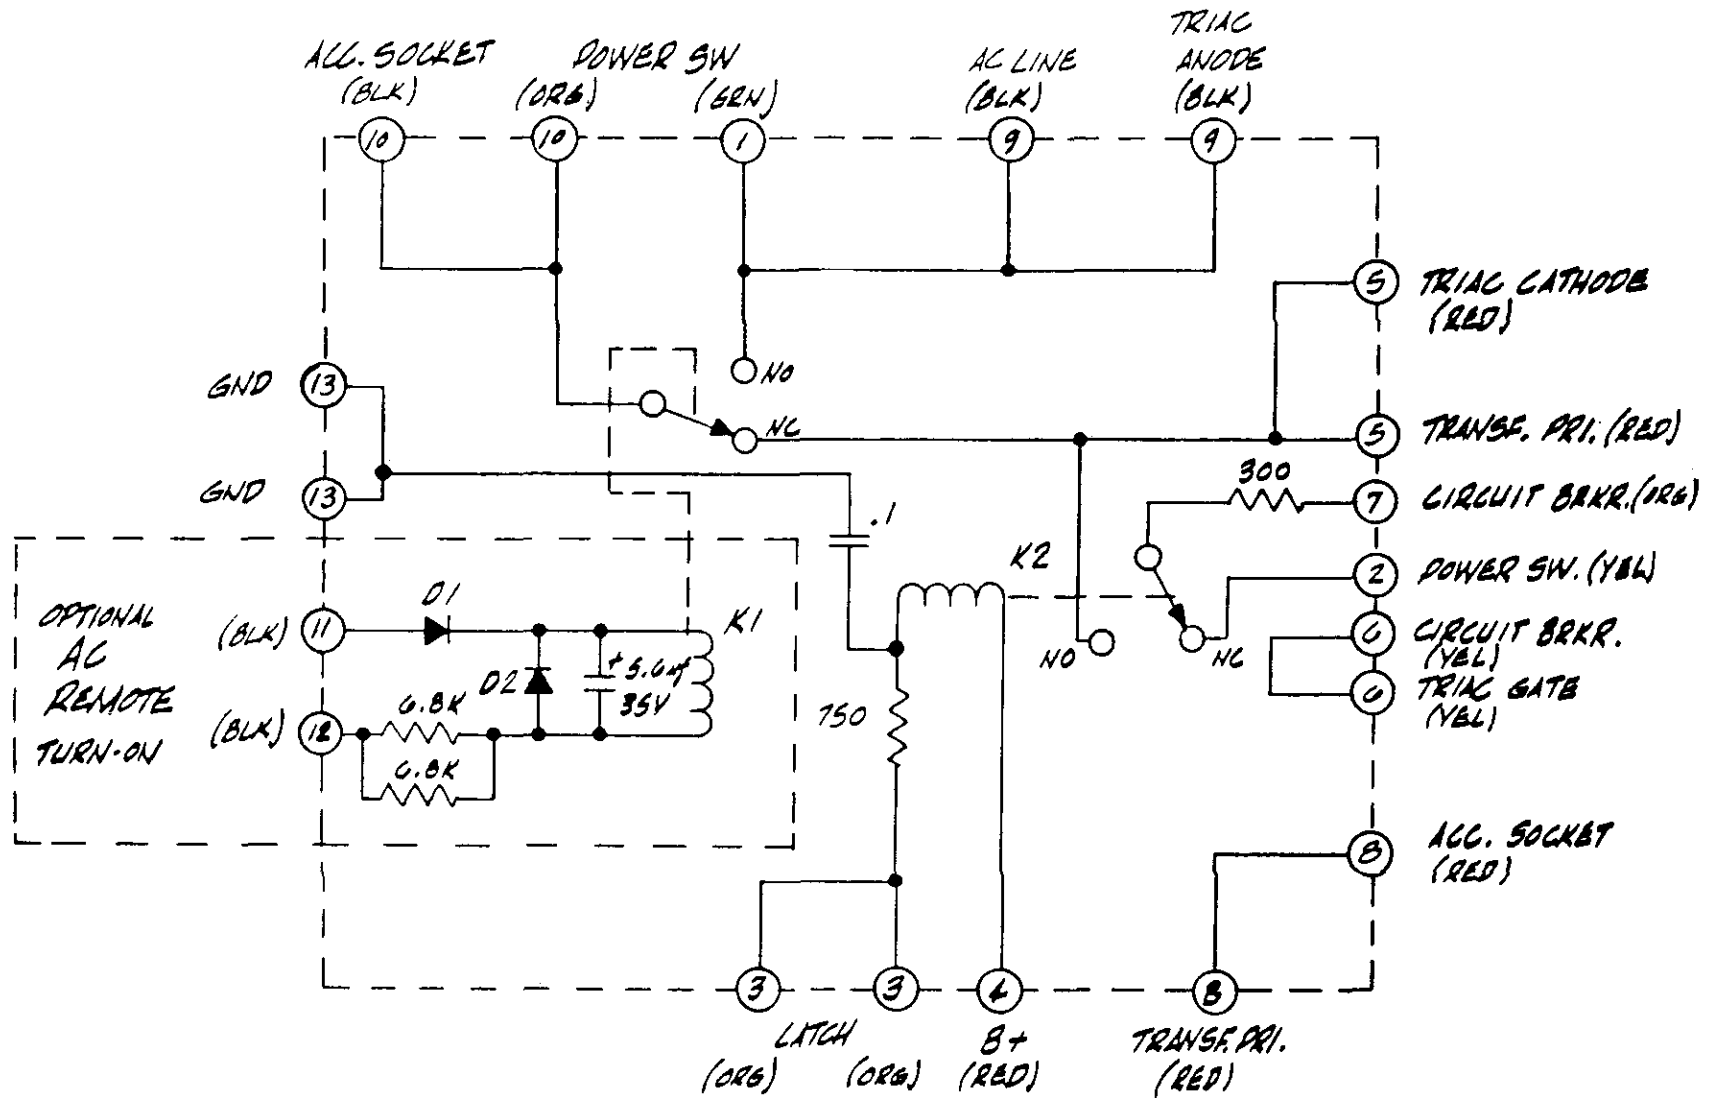 ACC. SOCKET
(BLK)
POWER SW
(ORG.)
(GRN)
AC LINE
(BLK)
TRIAC
ANODE
(BLK)
10
10
1
9
9
5
TRIAC CATHODE
(RED)
NO
NC
GND
13
GND
13
5
TRANSF. PRI. (RED)
300
7
CIRCUIT BRKR. (ORG)
.1
K2
2
POWER SW. (YEL)
NO
NC
6
CIRCUIT BRKR.
(YEL)
6
TRIAC GATE
(YEL)
OPTIONAL
AC
REMOTE
TURN-ON
(BLK)
11
D1
K1
D2
+
5.6uf
35V
(BLK)
12
6.8K
6.8K
750
8
ACC. SOCKET
(RED)
3
3
4
8
LATCH
(ORG)
(ORG)
B+
(RED)
TRANSF. PRI.
(RED)